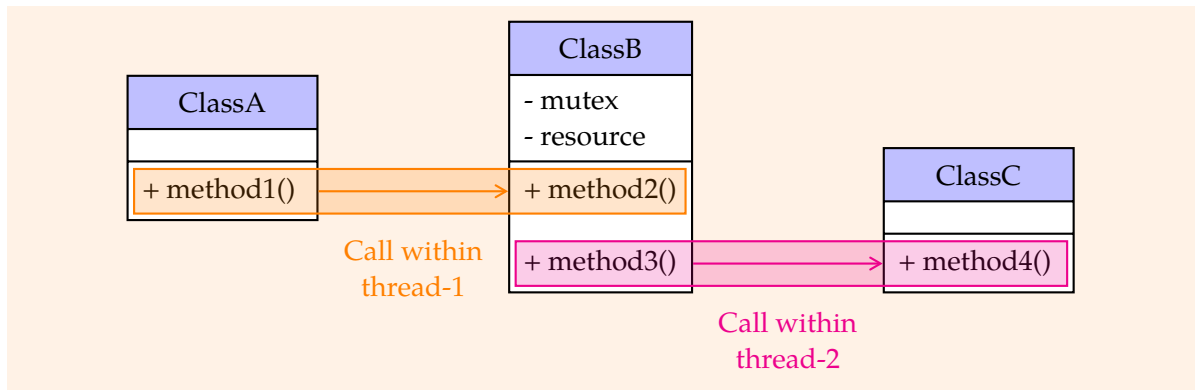 ClassA
+ method1()
ClassB
- mutex
- resource
+ method2()
+ method3()
ClassC
+ method4()
Call within
thread-1
Call within
thread-2